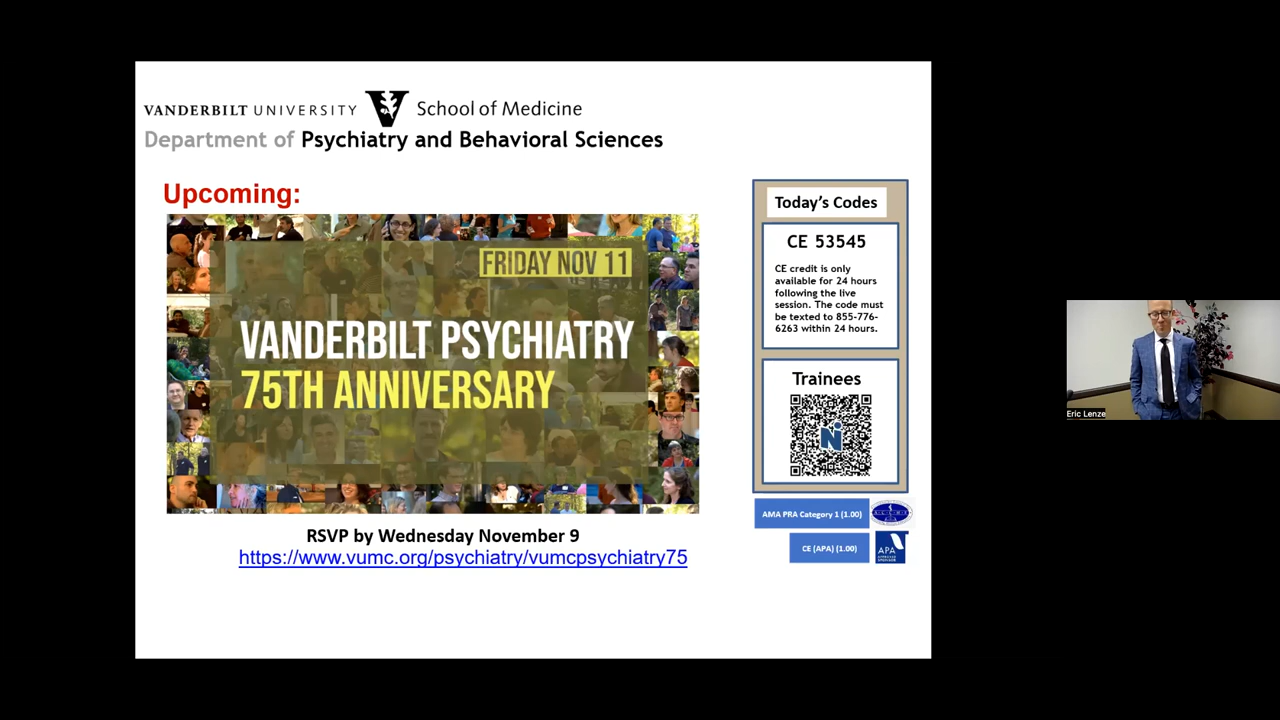 VANDERBILT UNIVERSITY V School of Medicine
Department of Psychiatry and Behavioral Sciences
Upcoming:
FRIDAY NOV 11
VANDERBILT PSYCHIATRY
75TH ANNIVERSARY
RSVP by Wednesday November 9
https://www.vumc.org/psychiatry/vumcpsychiatry75
Today's Codes
CE 53545
CE credit is only
available for 24 hours
following the live
session. The code must
be texted to 855-776-
6263 within 24 hours.
Trainees
N
AMA PRA Category 1 (1.00)
CE (APA) (1.00)
APA
APPROVED
SPONSOR
Eric Lenze